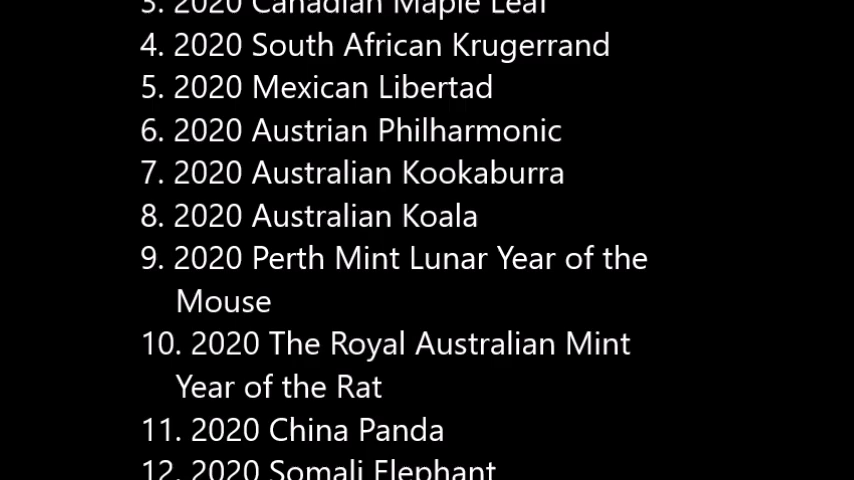 3. 2020 Canadian Maple Leaf
4. 2020 South African Krugerrand
5. 2020 Mexican Libertad
6. 2020 Austrian Philharmonic
7. 2020 Australian Kookaburra
8. 2020 Australian Koala
9. 2020 Perth Mint Lunar Year of the
Mouse
10. 2020 The Royal Australian Mint
Year of the Rat
11. 2020 China Panda
12. 2020 Somali Elephant